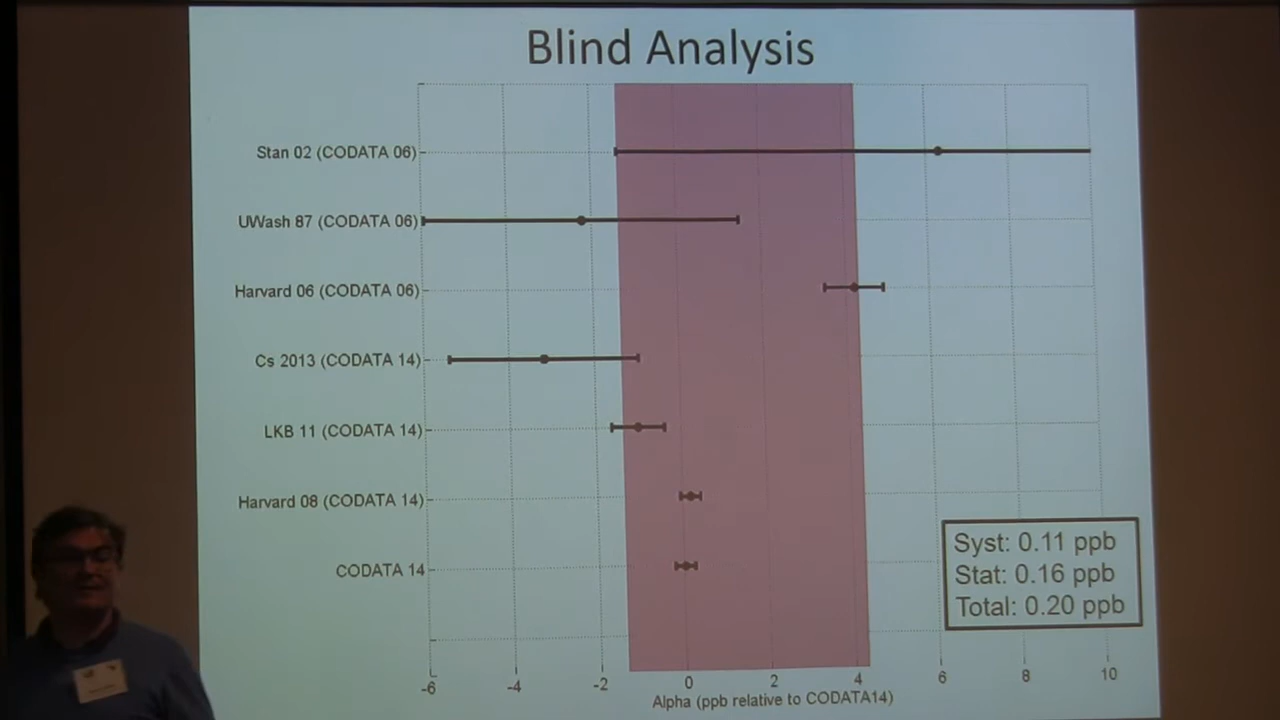 Blind Analysis
Stan 02 (CODATA 06)
UWash 87 (CODATA 06)
Harvard 06 (CODATA 06)
Cs 2013 (CODATA 14)
LKB 11 (CODATA 14)
Harvard 08 (CODATA 14)
CODATA 14
Syst: 0.11 ppb
Stat: 0.16 ppb
Total: 0.20 ppb
-6 -4 -2 0 2 4 6 8 10
Alpha (ppb relative to CODATA14)